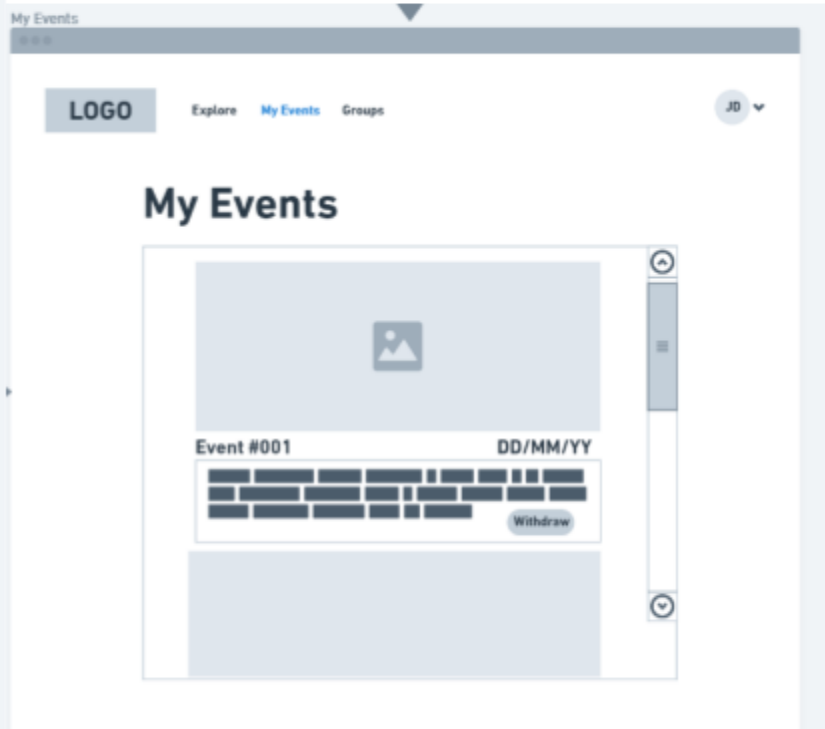 My Events
LOGO Explore My Events Groups JD
My Events
Event #001 DD/MM/YY
Withdraw